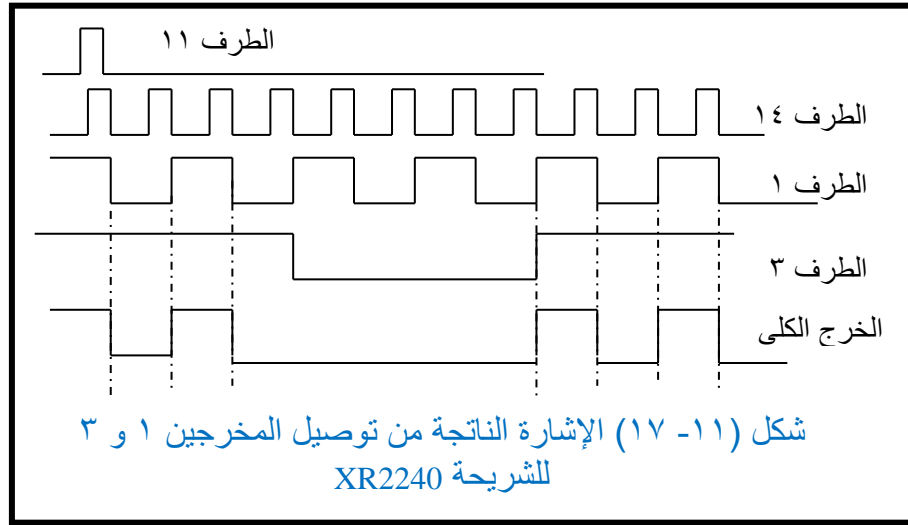 الطرف ١١
الطرف ١٤
الطرف ١
الطرف ٣
الخرج الكلى
شكل (١١- ١٧) الإشارة الناتجة من توصيل المخرجين ١ و ٣
للشريحة XR2240